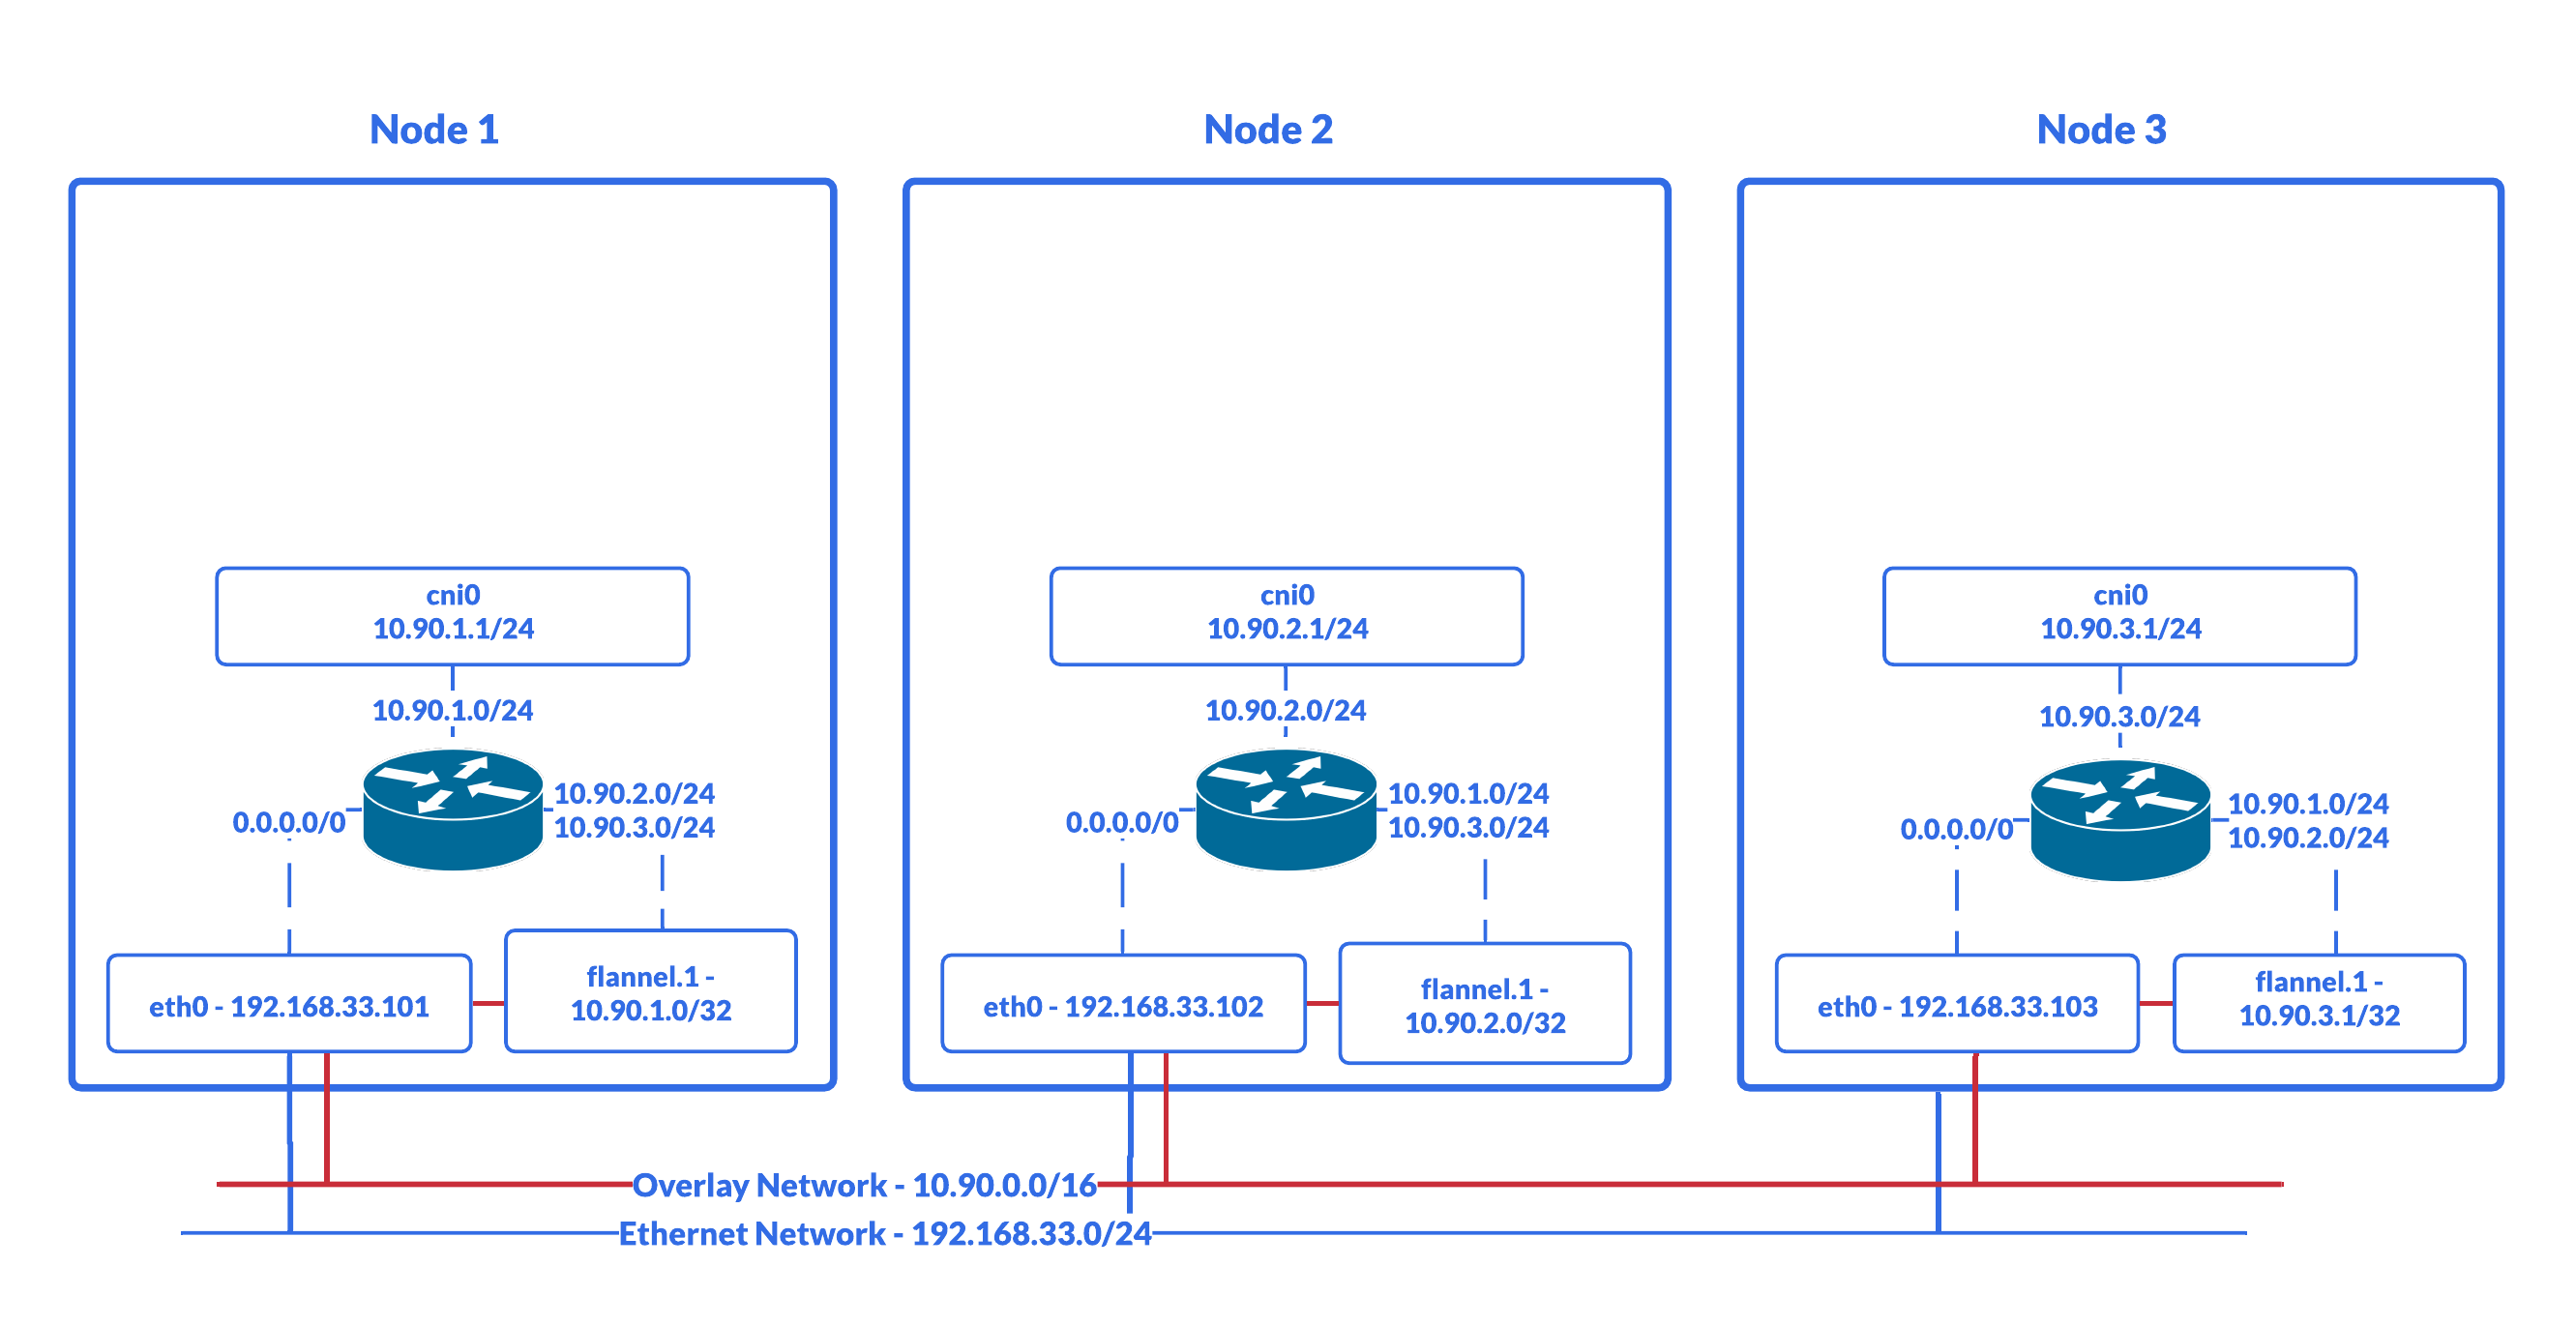 Node 1
Node 2
Node 3
cni0
10.90.1.1/24
10.90.1.0/24
0.0.0.0/0
10.90.2.0/24
10.90.3.0/24
eth0 - 192.168.33.101
flannel.1 -
10.90.1.0/32
cni0
10.90.2.1/24
10.90.2.0/24
0.0.0.0/0
10.90.1.0/24
10.90.3.0/24
eth0 - 192.168.33.102
flannel.1 -
10.90.2.0/32
cni0
10.90.3.1/24
10.90.3.0/24
0.0.0.0/0
10.90.1.0/24
10.90.2.0/24
eth0 - 192.168.33.103
flannel.1 -
10.90.3.1/32
Overlay Network - 10.90.0.0/16
Ethernet Network - 192.168.33.0/24